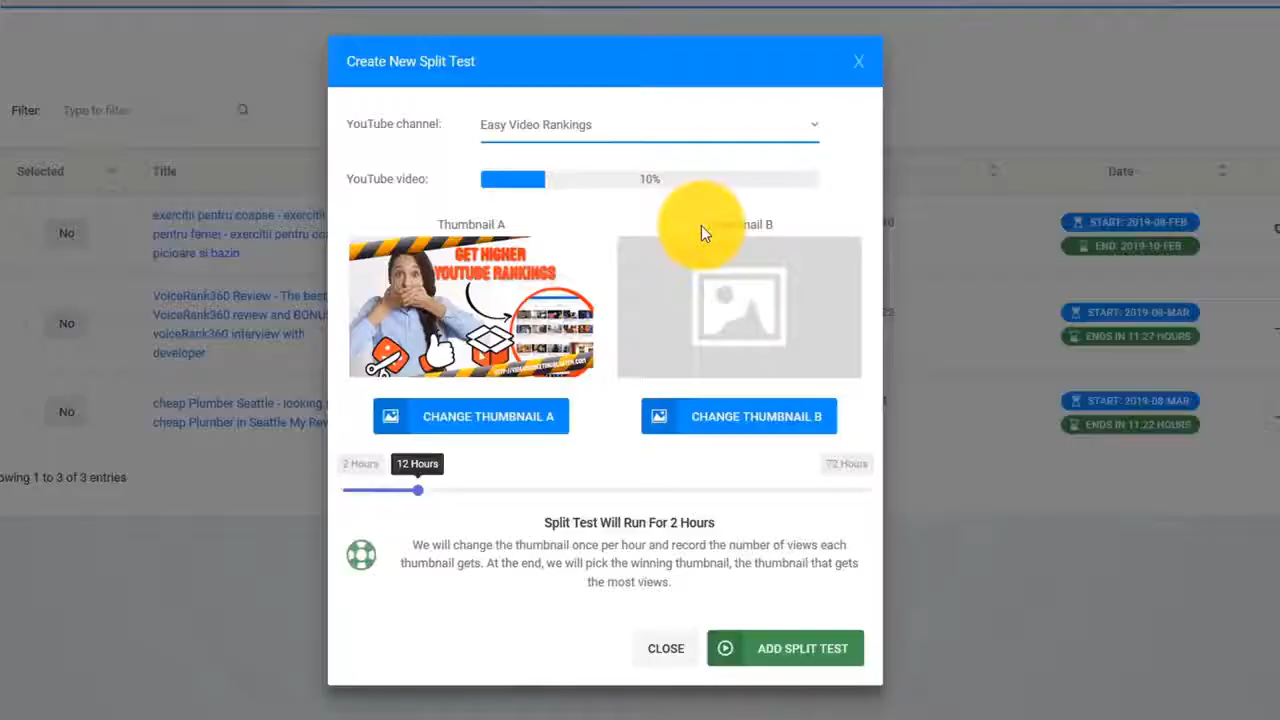 Create New Split Test
X
Filter:
Type to filter
YouTube channel:
Easy Video Rankings
Selected
Title
Date
YouTube video:
10%
No
exercitii pentru coapse - exercitii
pentru femei - exercitii pentru
picioare si bazin
Thumbnail A
B
START: 2019-08-FEB
END: 2019-10-FEB
GET HIGHER
YOUTUBE RANKINGS
No
VoiceRank360 Review - The best
VoiceRank360 review and BONUS
voiceRank360 interview with
developer
START: 2019-08-MAR
ENDS IN 11:27 HOURS
No
cheap Plumber Seattle - looking
cheap Plumber in Seattle My Rev
START: 2019-08-MAR
ENDS IN 11:22 HOURS
CHANGE THUMBNAIL A
CHANGE THUMBNAIL B
2 Hours
12 Hours
72 Hours
owing 1 to 3 of 3 entries
Split Test Will Run For 2 Hours
We will change the thumbnail once per hour and record the number of views each
thumbnail gets. At the end, we will pick the winning thumbnail, the thumbnail that gets
the most views.
CLOSE
ADD SPLIT TEST